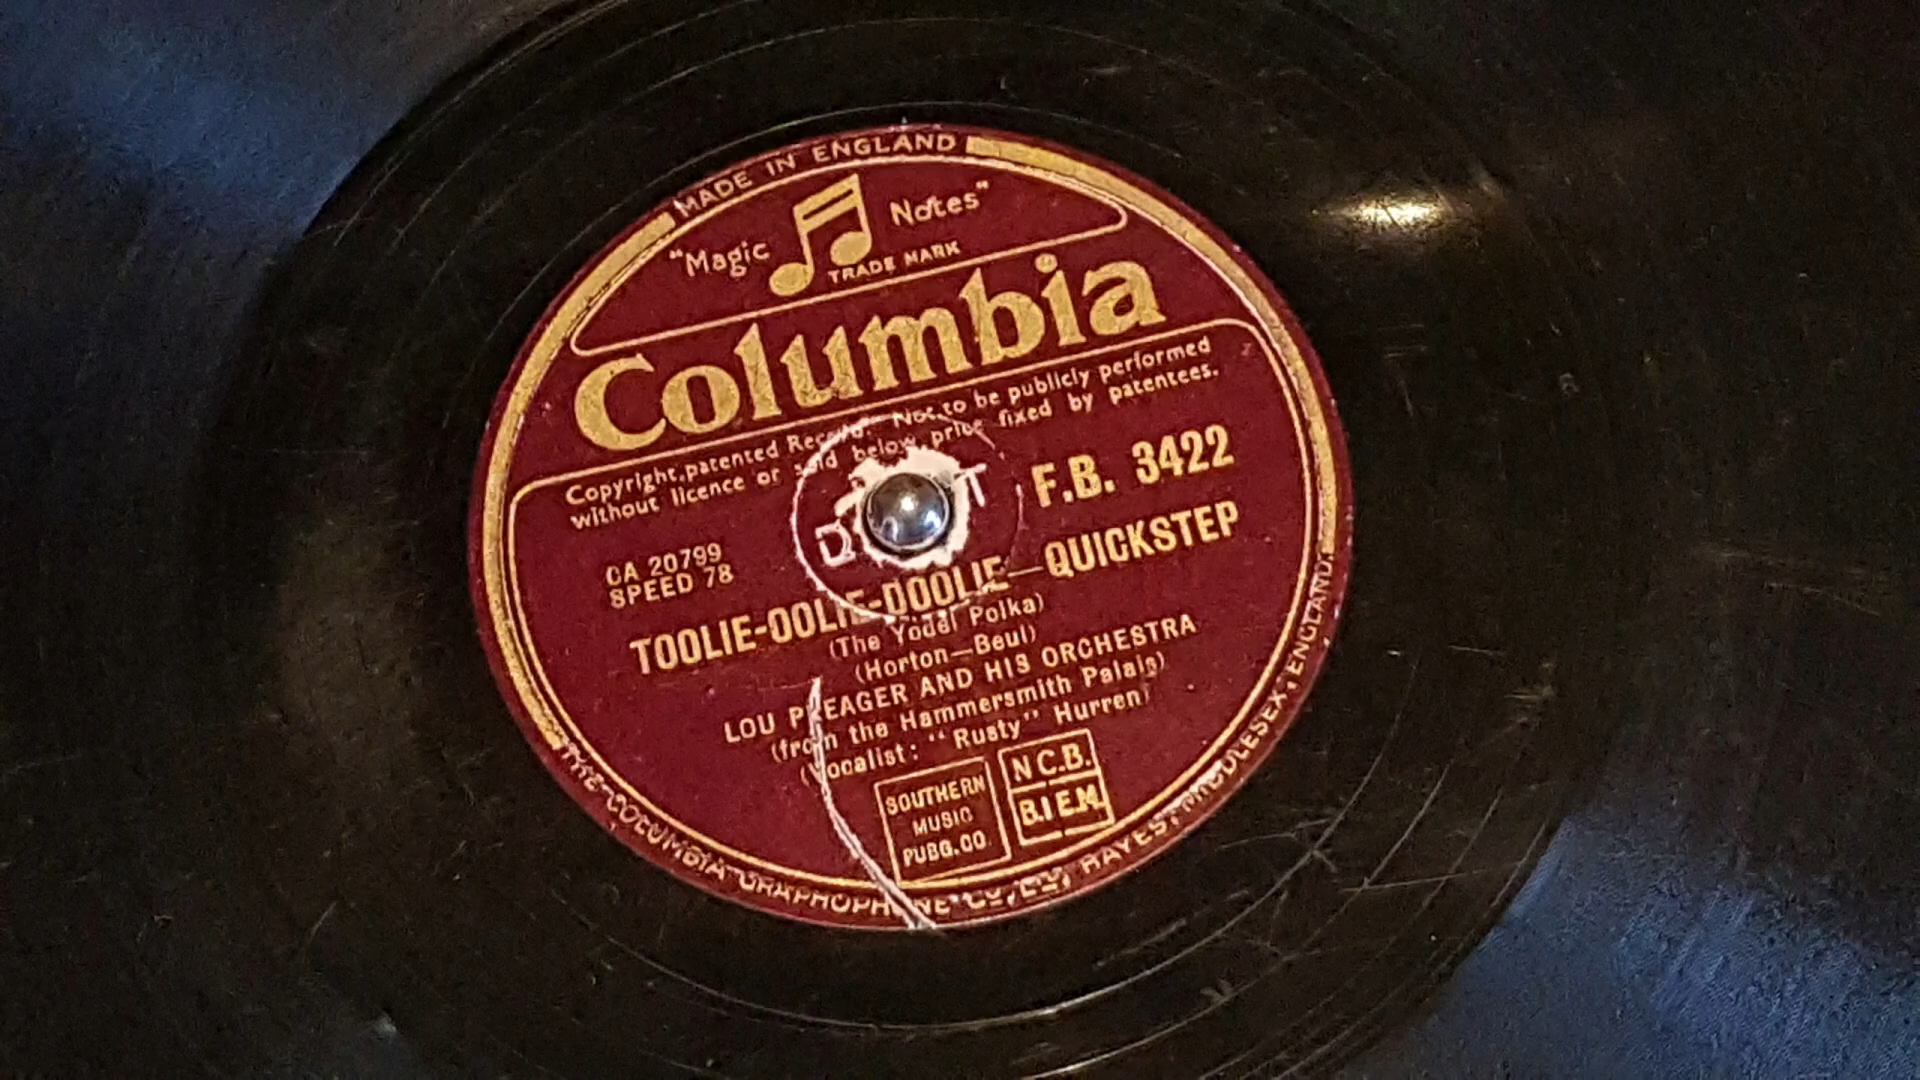 MADE IN ENGLAND
"Magic Notes"
TRADE MARK
Columbia
Copyright, patented Record. Not to be publicly performed
without licence or sold below price fixed by patentees.
F.B. 3422
CA 20799
SPEED 78
TOOLIE-OOLIE-DOOLIE—QUICKSTEP
(The Yodel Polka)
(Horton—Beul)
LOU PREAGER AND HIS ORCHESTRA
(from the Hammersmith Palais)
(Vocalist: "Rusty" Hurren)
SOUTHERN
MUSIC
PUBG. CO.
N.C.B.
B.I.E.M.
THE COLUMBIA GRAPHOPHONE CO., LTD., HAYES, MIDDLESEX, ENGLAND.